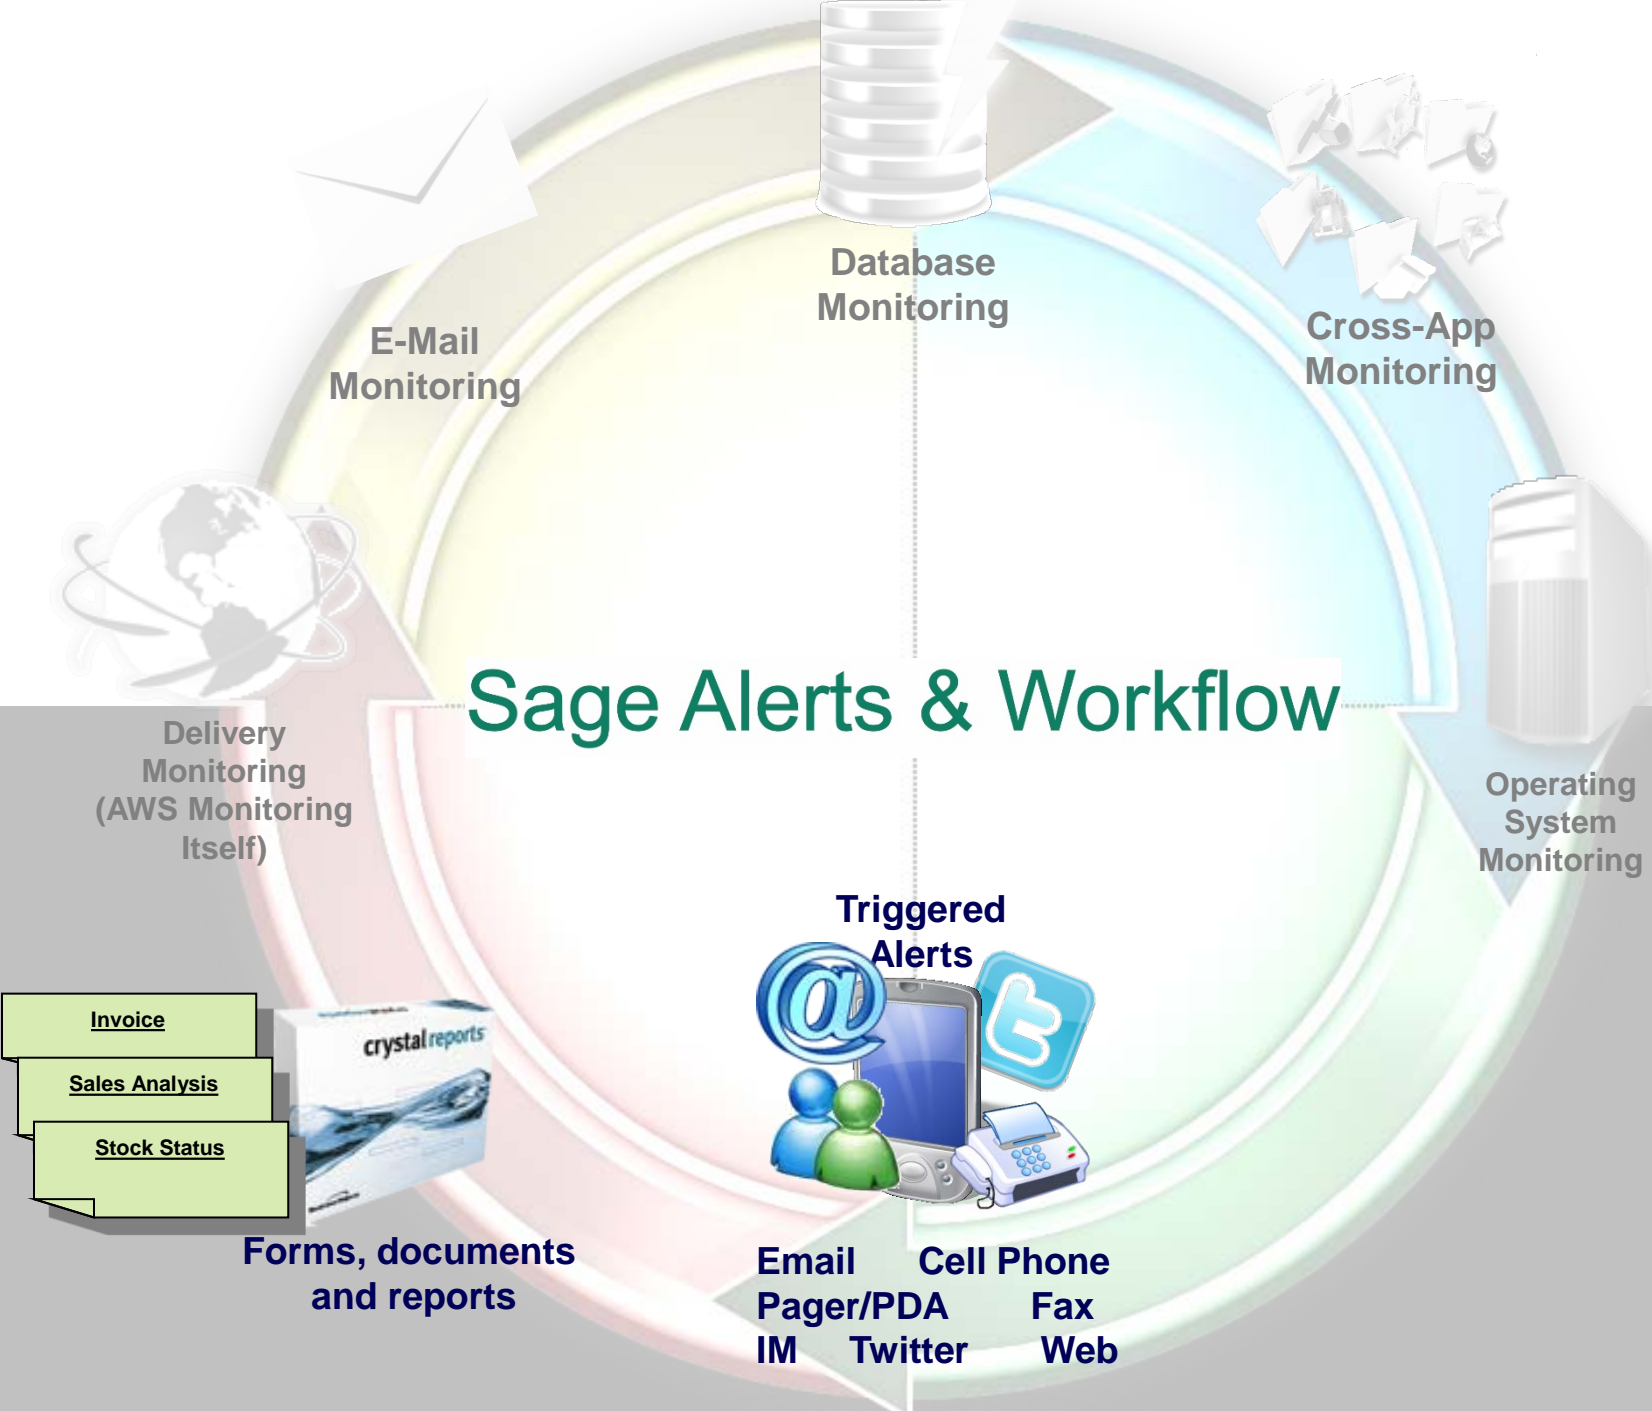 Database
Monitoring
E-Mail
Monitoring
Cross-App
Monitoring
Sage Alerts & Workflow
Delivery
Monitoring
(AWS Monitoring
Itself)
Operating
System
Monitoring
Triggered
Alerts
Invoice
Sales Analysis
Stock Status
crystal reports
Forms, documents
and reports
Email Cell Phone
Pager/PDA Fax
IM Twitter Web